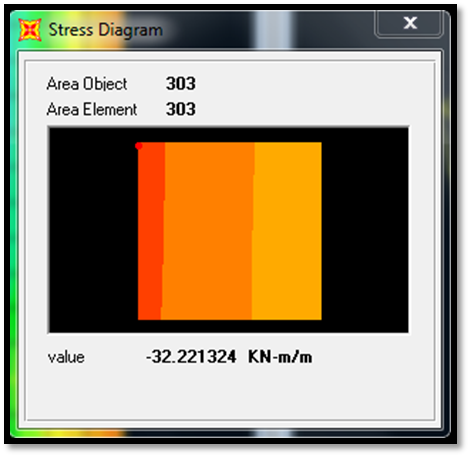 Stress Diagram
Area Object 303
Area Element 303
value -32.221324 KN-m/m